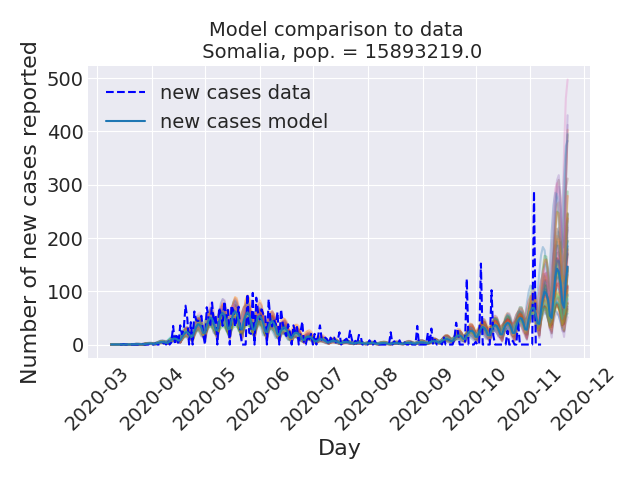 Model comparison to data
Somalia, pop. = 15893219.0
Number of new cases reported
500
400
300
200
100
0
new cases data
new cases model
2020-03
2020-04
2020-05
2020-06
2020-07
2020-08
2020-09
2020-10
2020-11
2020-12
Day